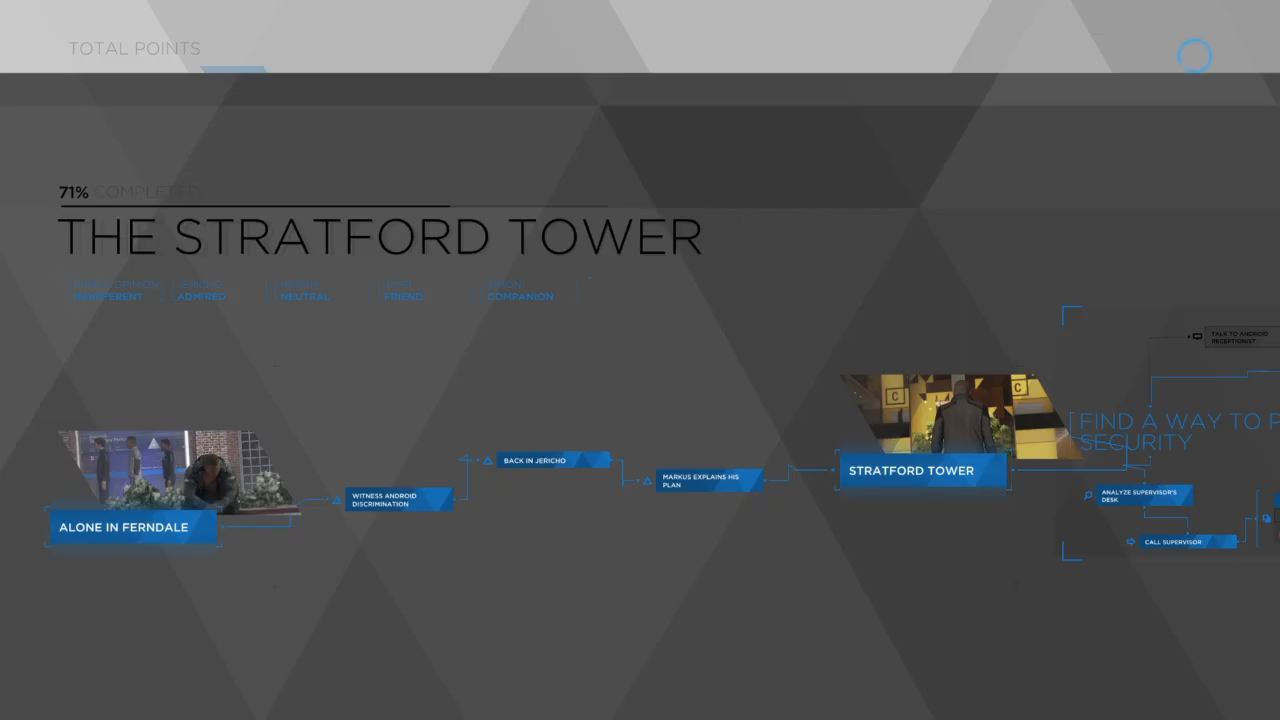 TOTAL POINTS
71% COMPLETED
THE STRATFORD TOWER
ADMIRED
NEUTRAL
FRIEND
COMPANION
TALK TO ANDROID
RECEPTIONIST
C
C
FIND A WAY TO P
SECURITY
BACK IN JERICHO
STRATFORD TOWER
MARKUS EXPLAINS HIS
PLAN
WITNESS ANDROID
DISCRIMINATION
ANALYZE SUPERVISOR'S
DESK
ALONE IN FERNDALE
CALL SUPERVISOR